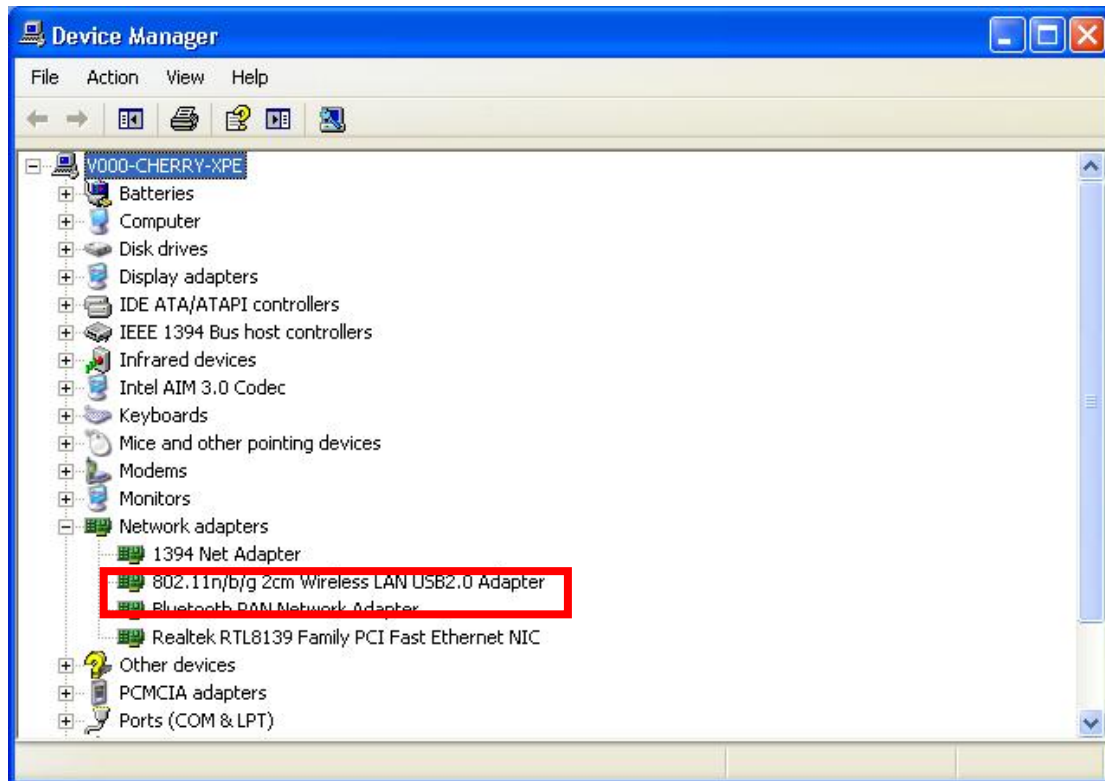 Device Manager
File Action View Help
V000-CHERRY-XPE
Batteries
Computer
Disk drives
Display adapters
IDE ATA/ATAPI controllers
IEEE 1394 Bus host controllers
Infrared devices
Intel AIM 3.0 Codec
Keyboards
Mice and other pointing devices
Modems
Monitors
Network adapters
1394 Net Adapter
802.11n/b/g 2cm Wireless LAN USB2.0 Adapter
Bluetooth PAN Network Adapter
Realtek RTL8139 Family PCI Fast Ethernet NIC
Other devices
PCMCIA adapters
Ports (COM & LPT)